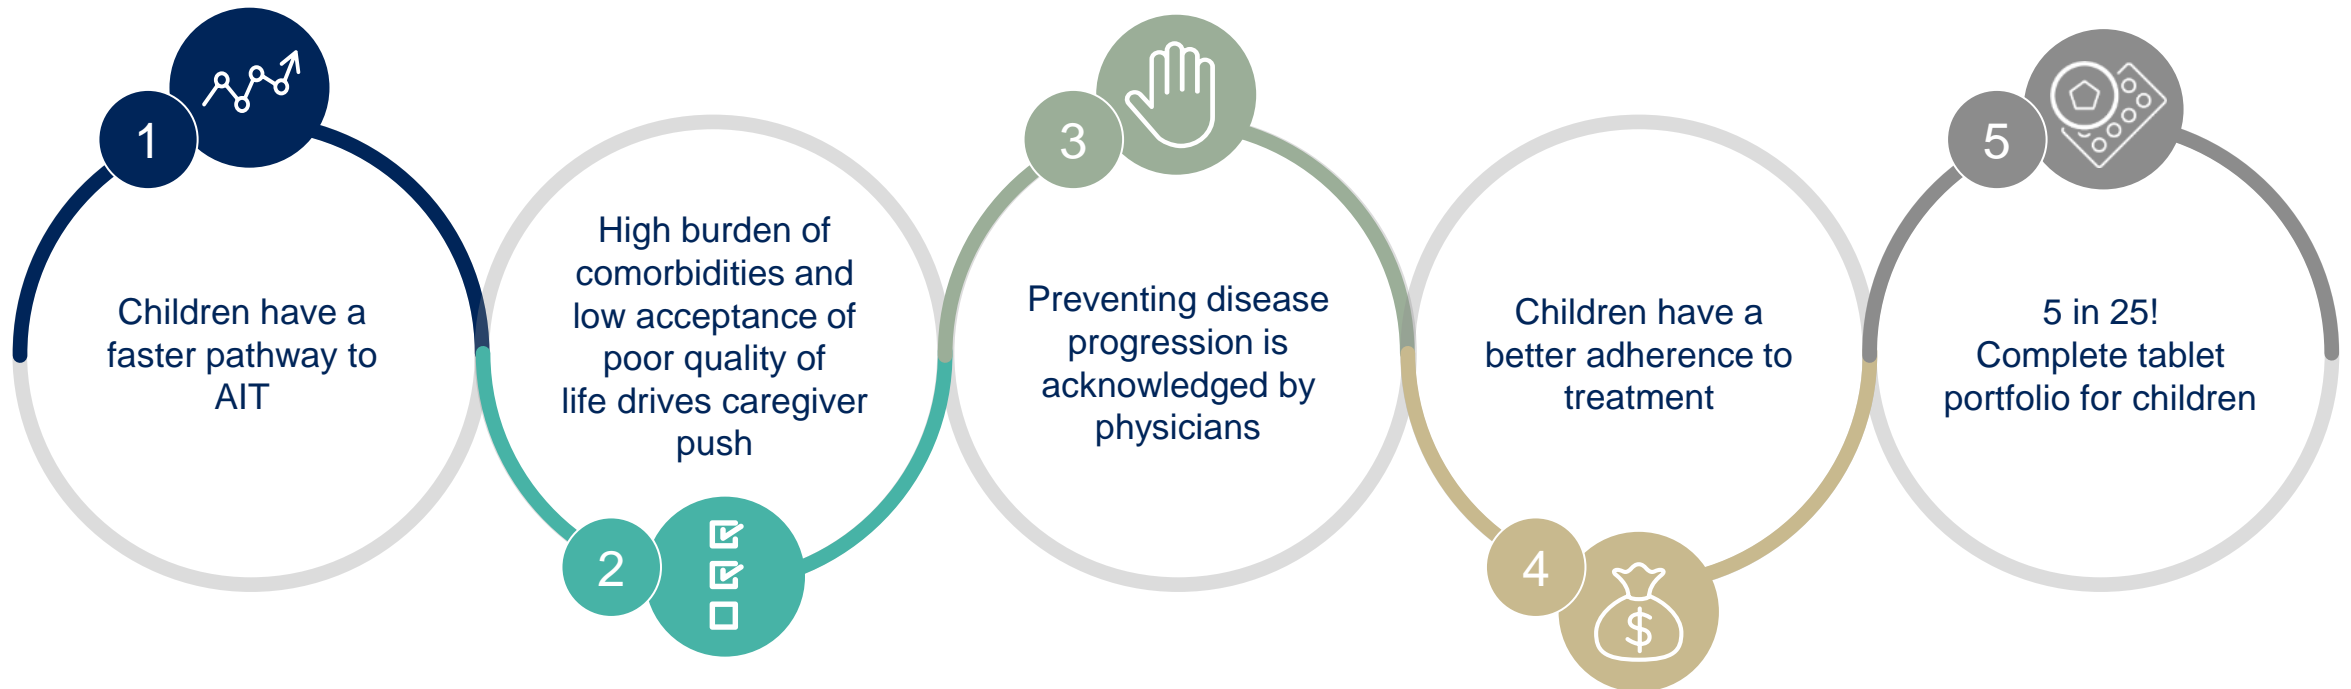 1
Children have a
faster pathway to
AIT
2
High burden of
comorbidities and
low acceptance of
poor quality of
life drives caregiver
push
3
Preventing disease
progression is
acknowledged by
physicians
4
$
Children have a
better adherence to
treatment
5
5 in 25!
Complete tablet
portfolio for children